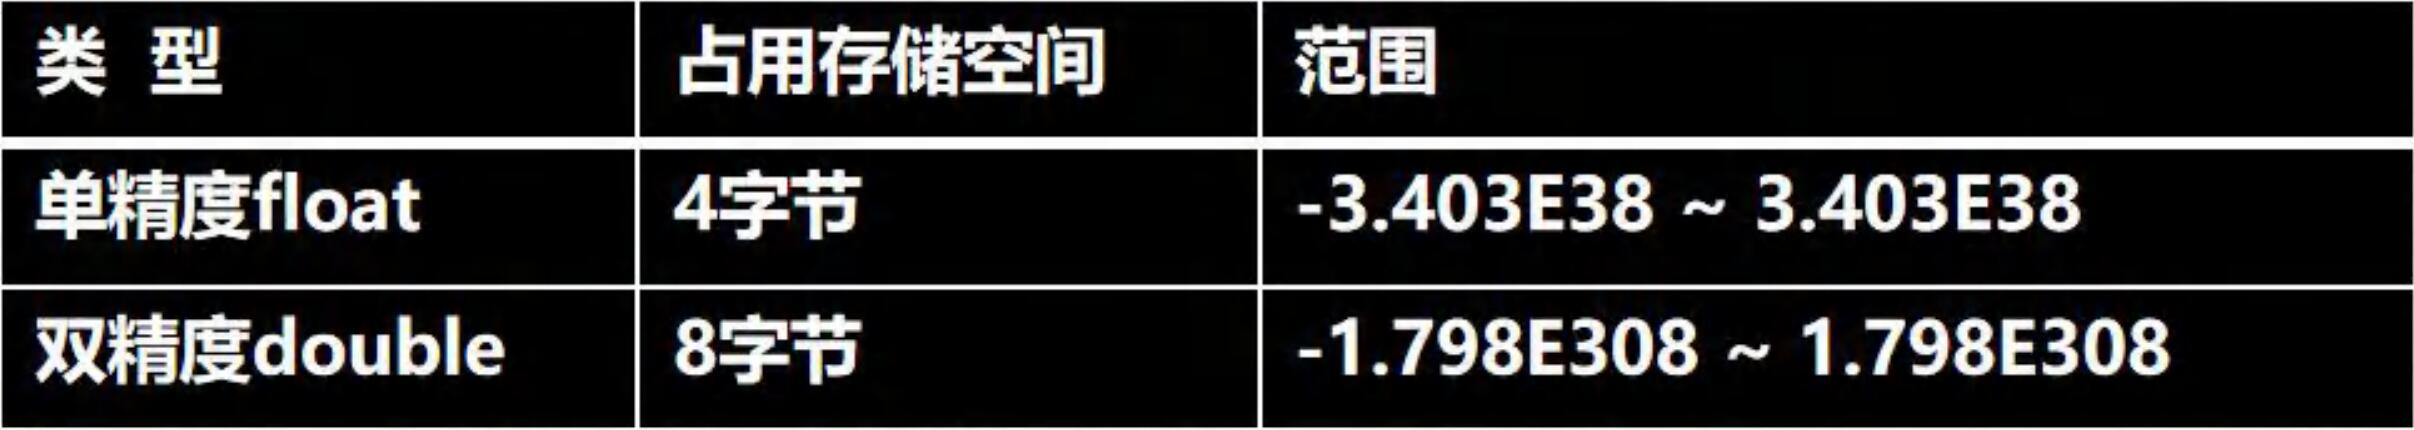 类 型 占用存储空间 范围
单精度float 4字节 -3.403E38 ~ 3.403E38
双精度double 8字节 -1.798E308 ~ 1.798E308